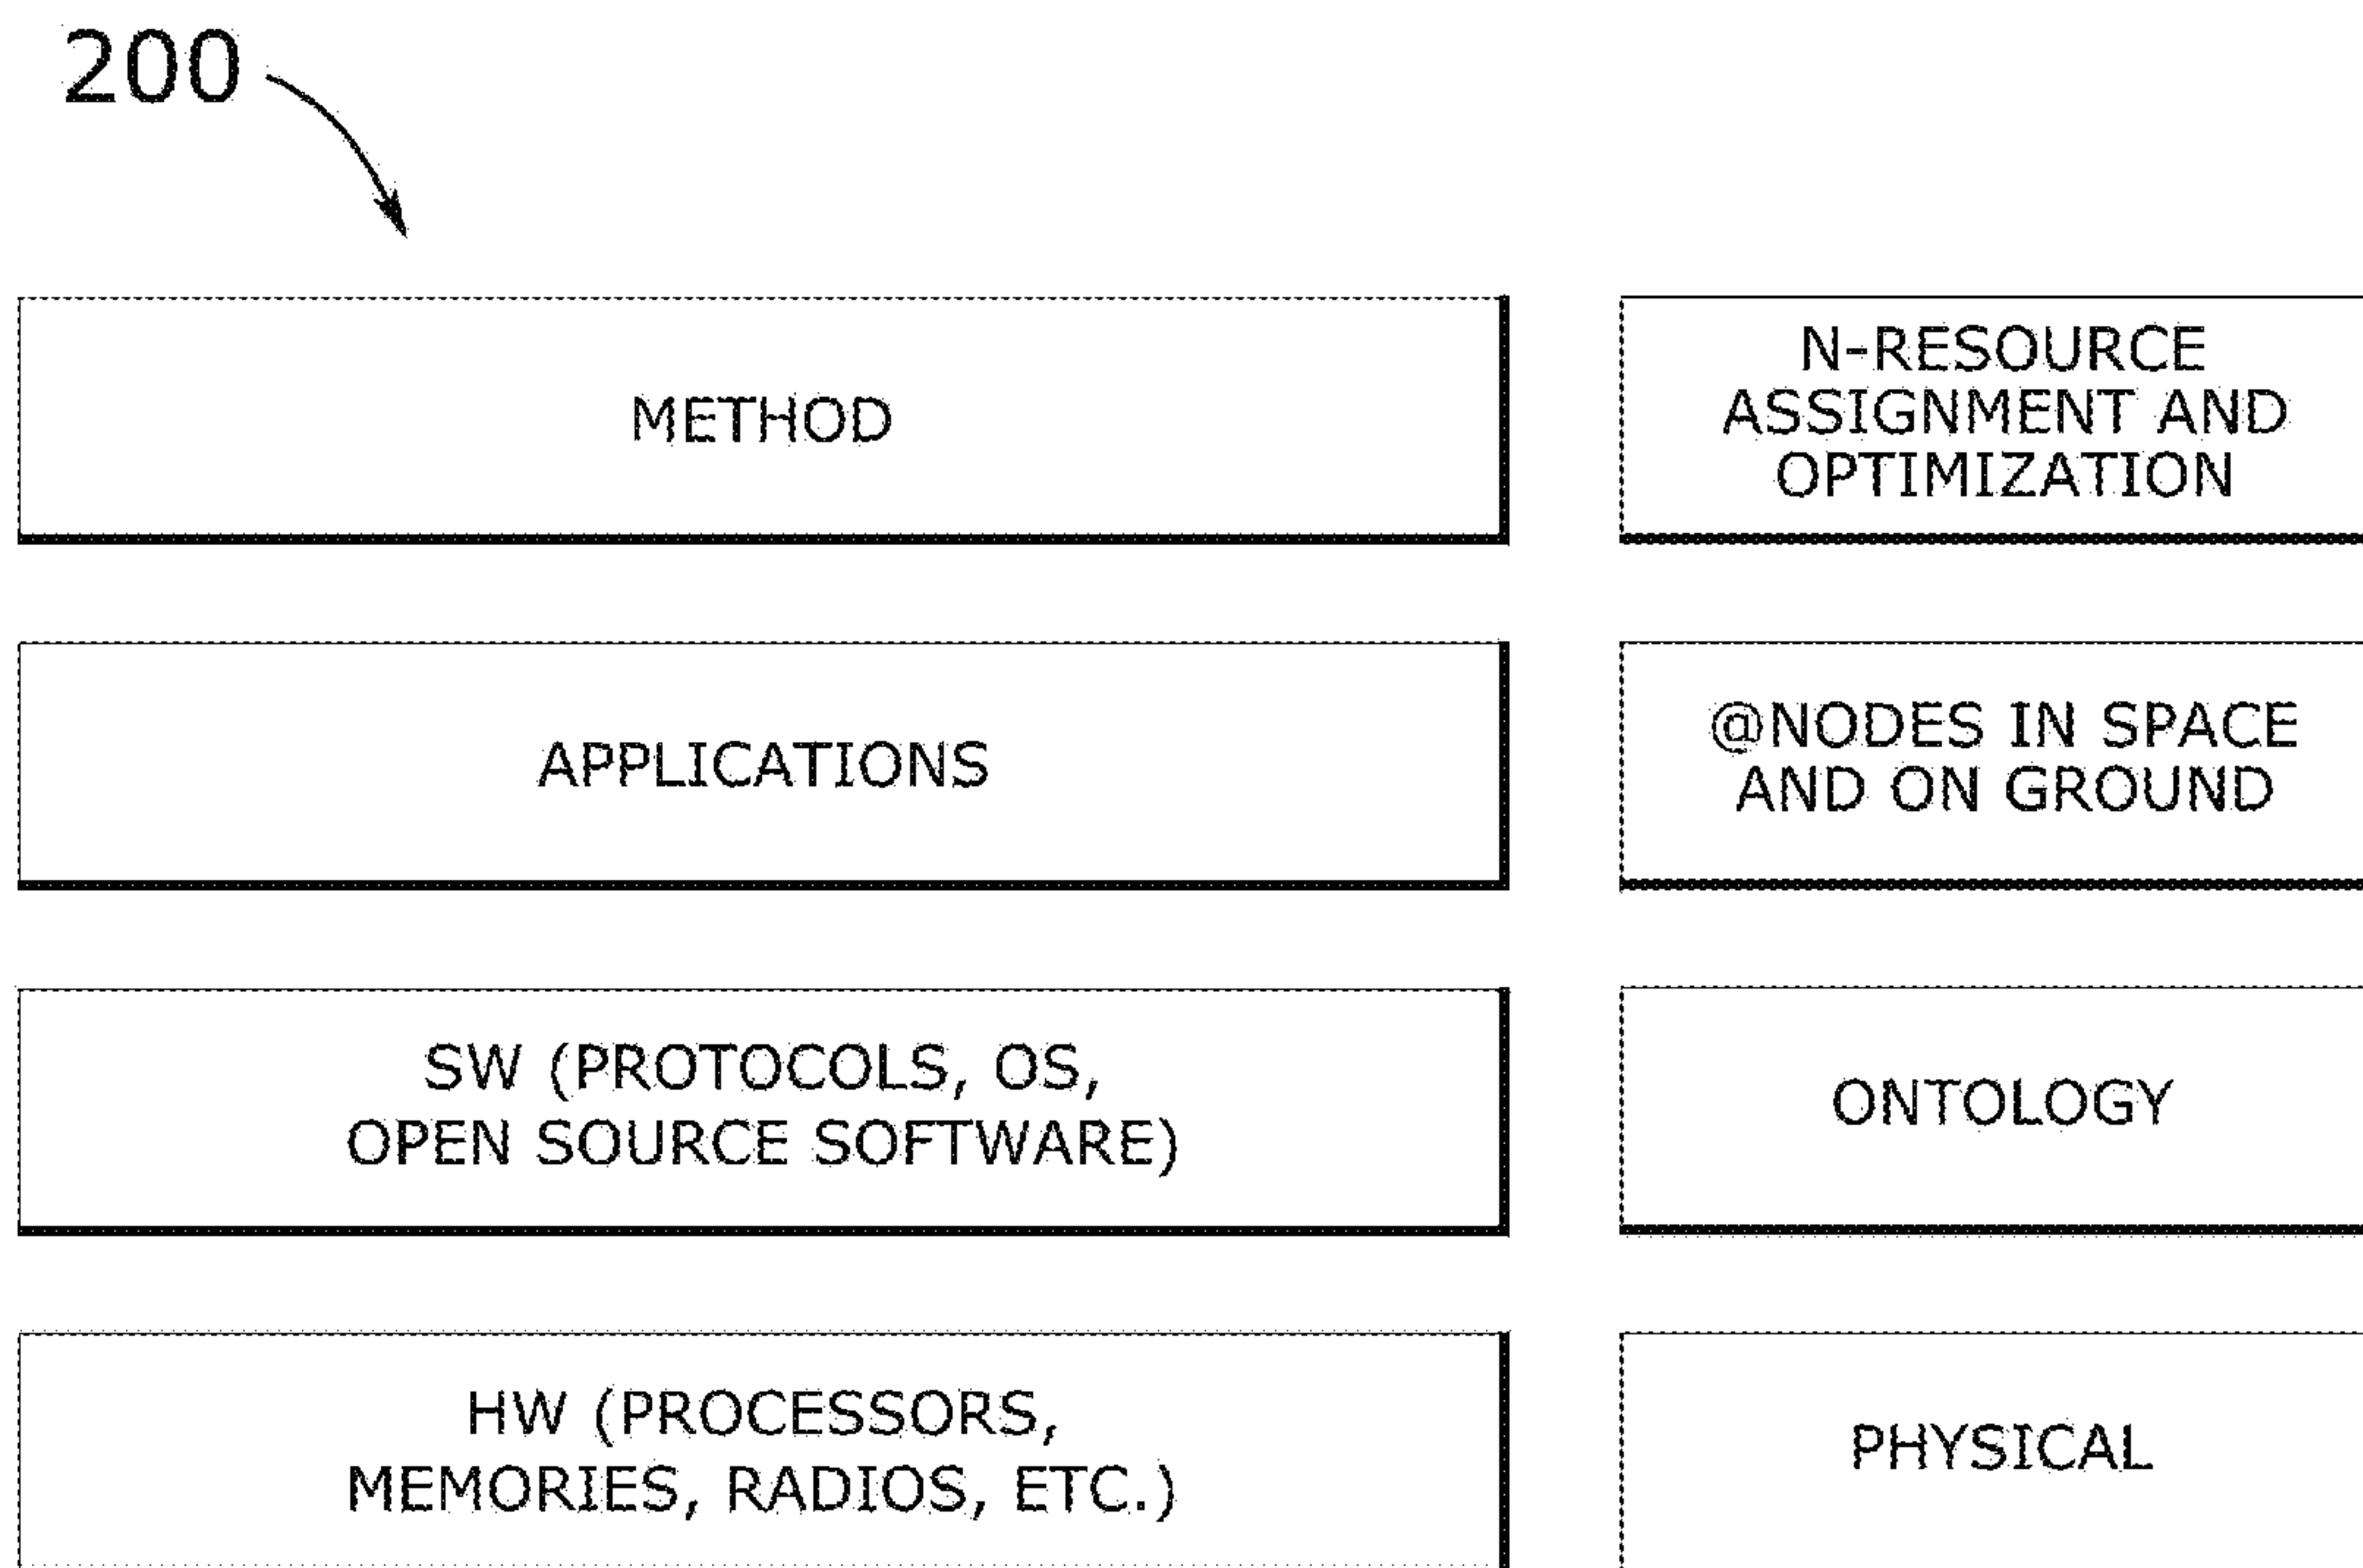 200
METHOD
N-RESOURCE
ASSIGNMENT AND
OPTIMIZATION
APPLICATIONS
@NODES IN SPACE
AND ON GROUND
SW (PROTOCOLS, OS,
OPEN SOURCE SOFTWARE)
ONTOLOGY
HW (PROCESSORS,
MEMORIES, RADIOS, ETC.)
PHYSICAL